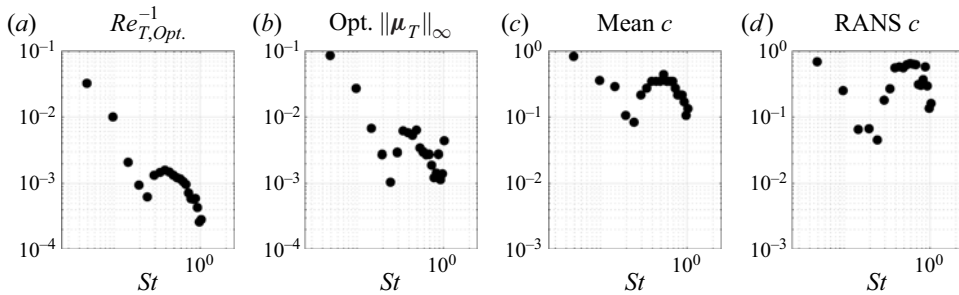 (a) Re_{T,Opt.}^{-1} (b) Opt. ‖μ_T‖_∞ (c) Mean c (d) RANS c
10^{-1} 10^{-1} 10^{0} 10^{0}
10^{-2} 10^{-2} 10^{-1} 10^{-1}
10^{-3} 10^{-3} 10^{-2} 10^{-2}
10^{-4} 10^{-4} 10^{-3} 10^{-3}
10^{0} 10^{0} 10^{0} 10^{0}
St St St St